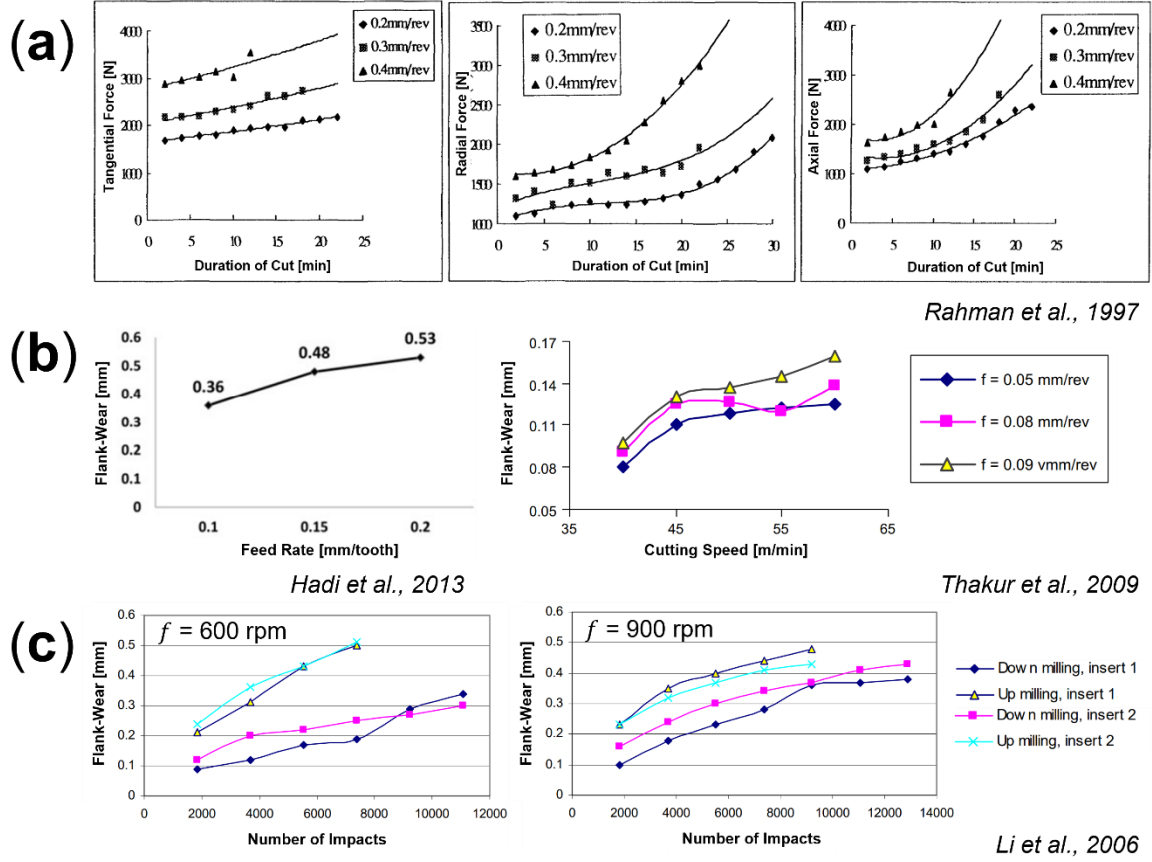 (a)
Tangential Force [N]
4000
3000
2000
1000
0
0 5 10 15 20 25
Duration of Cut [min]
0.2mm/rev
0.3mm/rev
0.4mm/rev
Radial Force [N]
3500
3000
2500
2000
1500
1000
0 5 10 15 20 25 30
Duration of Cut [min]
0.2mm/rev
0.3mm/rev
0.4mm/rev
Axial Force [N]
4000
3000
2000
1000
0
0 5 10 15 20 25
Duration of Cut [min]
0.2mm/rev
0.3mm/rev
0.4mm/rev
Rahman et al., 1997
(b)
Flank-Wear [mm]
0.6
0.5
0.4
0.3
0.2
0.1
0
0.36
0.48
0.53
0.1 0.15 0.2
Feed Rate [mm/tooth]
Hadi et al., 2013
Flank-Wear [mm]
0.17
0.14
0.11
0.08
0.05
35 45 55 65
Cutting Speed [m/min]
f = 0.05 mm/rev
f = 0.08 mm/rev
f = 0.09 vmm/rev
Thakur et al., 2009
(c)
f = 600 rpm
Flank-Wear [mm]
0.6
0.5
0.4
0.3
0.2
0.1
0
0 2000 4000 6000 8000 10000 12000
Number of Impacts
f = 900 rpm
Flank-Wear [mm]
0.6
0.5
0.4
0.3
0.2
0.1
0
0 2000 4000 6000 8000 10000 12000 14000
Number of Impacts
Down milling, insert 1
Up milling, insert 1
Down milling, insert 2
Up milling, insert 2
Li et al., 2006